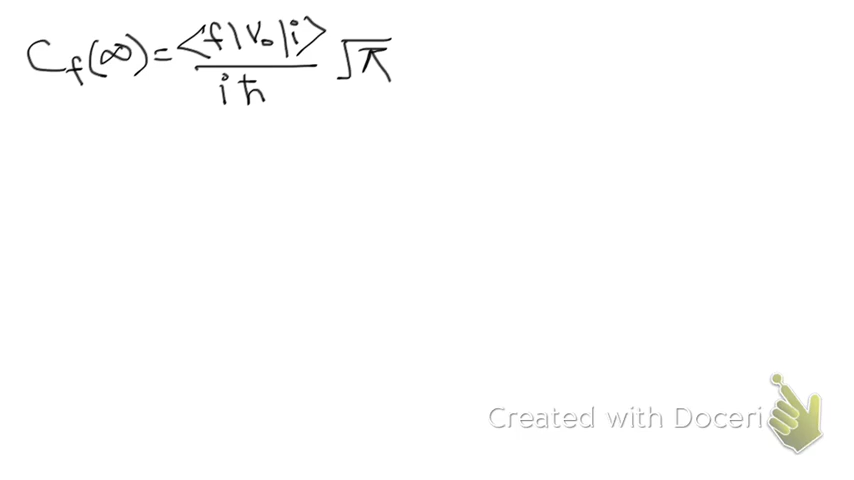 C_f(∞) = <f|V₀|i> / iħ √π
Created with Doceri